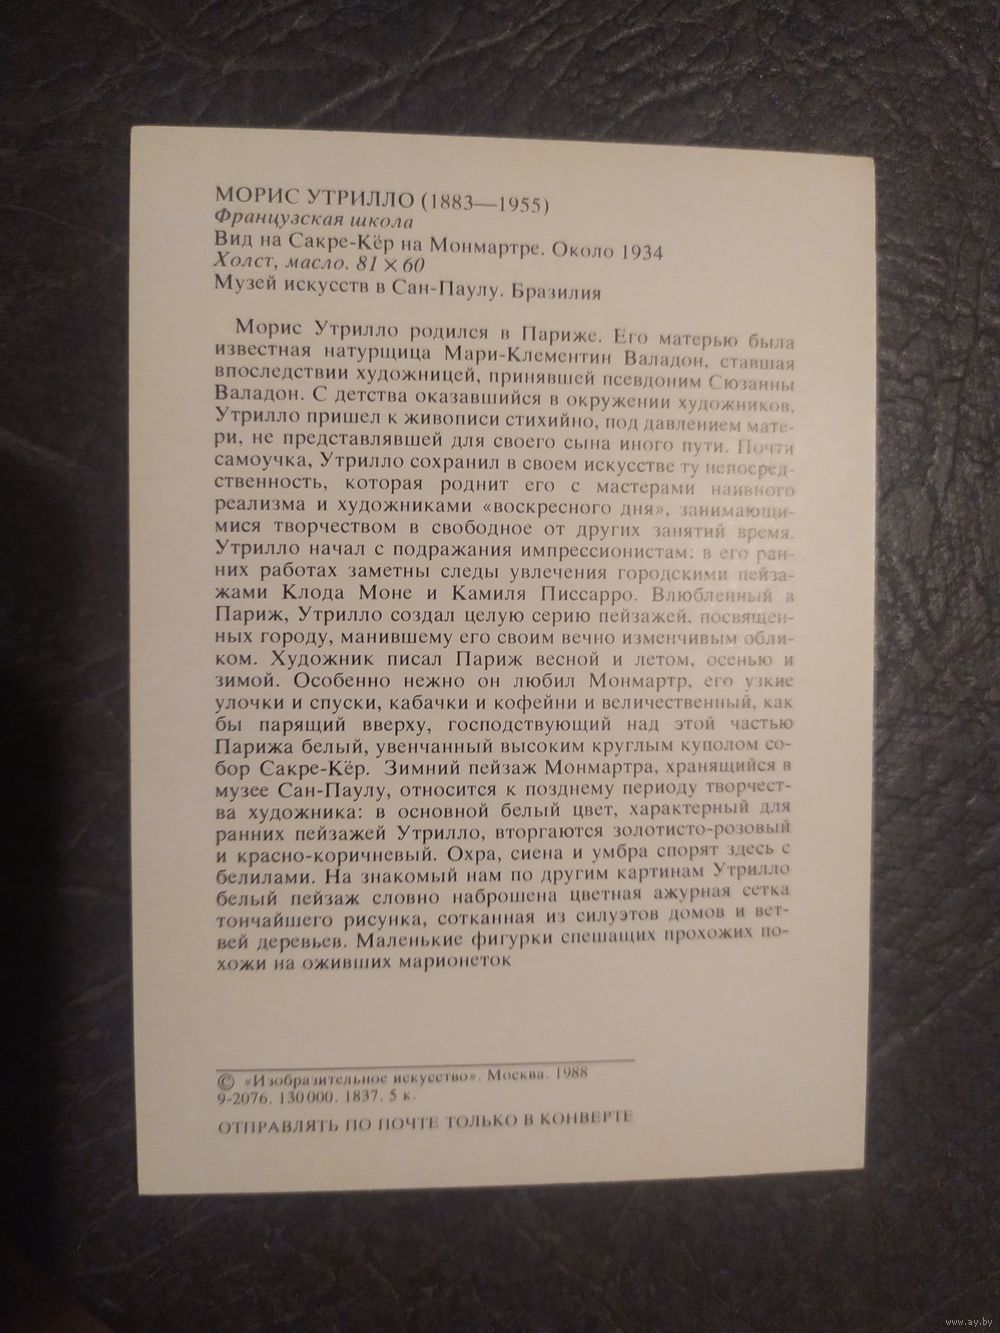 МОРИС УТРИЛЛО (1883—1955)
Французская школа
Вид на Сакре-Кёр на Монмартре. Около 1934
Холст, масло. 81 × 60
Музей искусств в Сан-Паулу. Бразилия
Морис Утрилло родился в Париже. Его матерью была
известная натурщица Мари-Клементин Валадон, ставшая
впоследствии художницей, принявшей псевдоним Сюзанны
Валадон. С детства оказавшийся в окружении художников,
Утрилло пришел к живописи стихийно, под давлением мате-
ри, не представлявшей для своего сына иного пути. Почти
самоучка, Утрилло сохранил в своем искусстве ту непосред-
ственность, которая роднит его с мастерами наивного
реализма и художниками «воскресного дня», занимающи-
мися творчеством в свободное от других занятий время.
Утрилло начал с подражания импрессионистам: в его ран-
них работах заметны следы увлечения городскими пейза-
жами Клода Моне и Камиля Писсарро. Влюбленный в
Париж, Утрилло создал целую серию пейзажей, посвящен-
ных городу, манившему его своим вечно изменчивым обли-
ком. Художник писал Париж весной и летом, осенью и
зимой. Особенно нежно он любил Монмартр, его узкие
улочки и спуски, кабачки и кофейни и величественный, как
бы парящий вверху, господствующий над этой частью
Парижа белый, увенчанный высоким круглым куполом со-
бор Сакре-Кёр. Зимний пейзаж Монмартра, хранящийся в
музее Сан-Паулу, относится к позднему периоду творчест-
ва художника: в основной белый цвет, характерный для
ранних пейзажей Утрилло, вторгаются золотисто-розовый
и красно-коричневый. Охра, сиена и умбра спорят здесь с
белилами. На знакомый нам по другим картинам Утрилло
белый пейзаж словно наброшена цветная ажурная сетка
тончайшего рисунка, сотканная из силуэтов домов и вет-
вей деревьев. Маленькие фигурки спешащих прохожих по-
хожи на оживших марионеток
© «Изобразительное искусство». Москва. 1988
9-2076. 130000. 1837. 5 к.
ОТПРАВЛЯТЬ ПО ПОЧТЕ ТОЛЬКО В КОНВЕРТЕ
www.ay.by